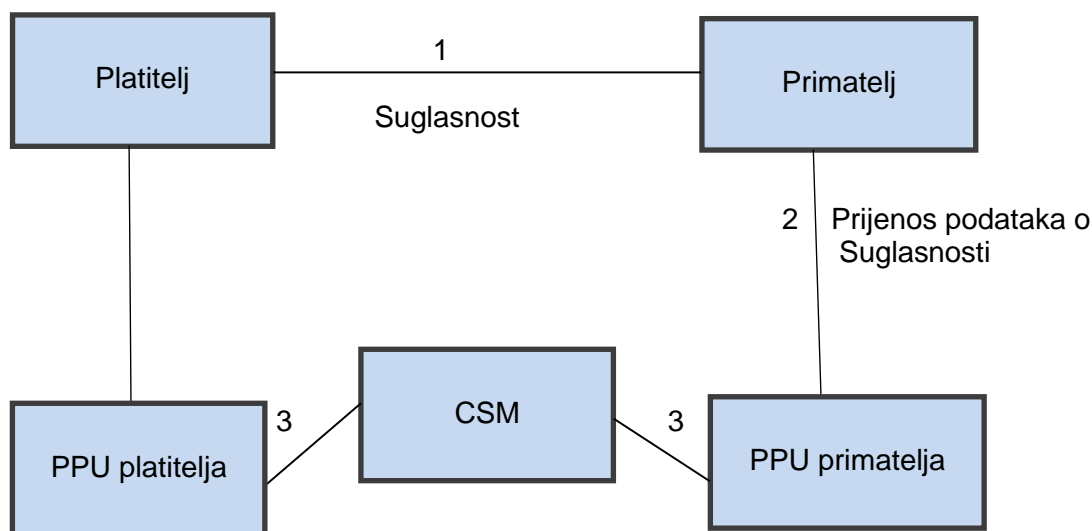 1
Platitelj
Primatelj
Suglasnost
2 Prijenos podataka o
Suglasnosti
CSM
3
3
PPU platitelja
PPU primatelja